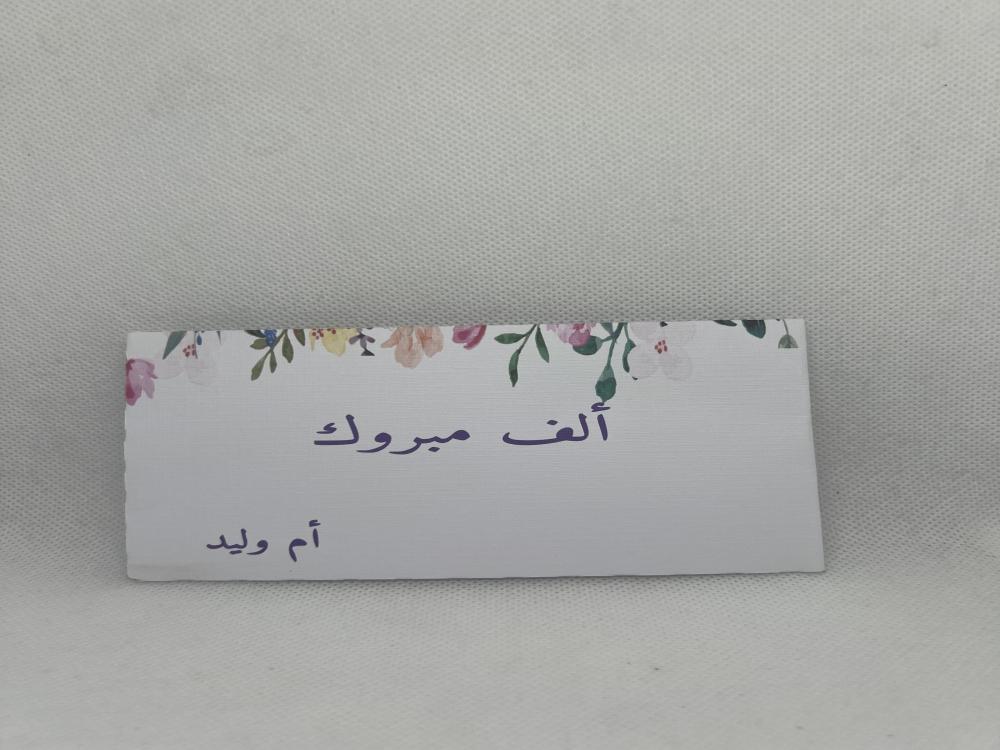 ألف مبروك
أم وليد